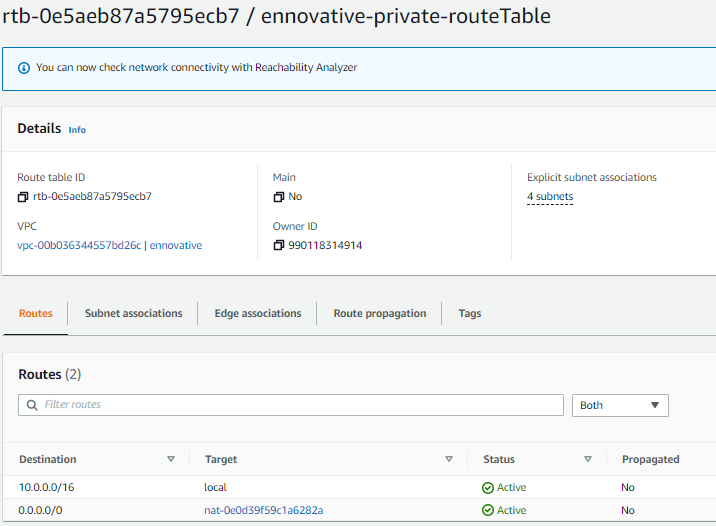 rtb-0e5aeb87a5795ecb7 / ennovative-private-routeTable
You can now check network connectivity with Reachability Analyzer
Details Info
Route table ID
rtb-0e5aeb87a5795ecb7
Main
No
Explicit subnet associations
4 subnets
VPC
vpc-00b036344557bd26c | ennovative
Owner ID
990118314914
Routes Subnet associations Edge associations Route propagation Tags
Routes (2)
Filter routes Both
Destination Target Status Propagated
10.0.0.0/16 local Active No
0.0.0.0/0 nat-0e0d39f59c1a6282a Active No